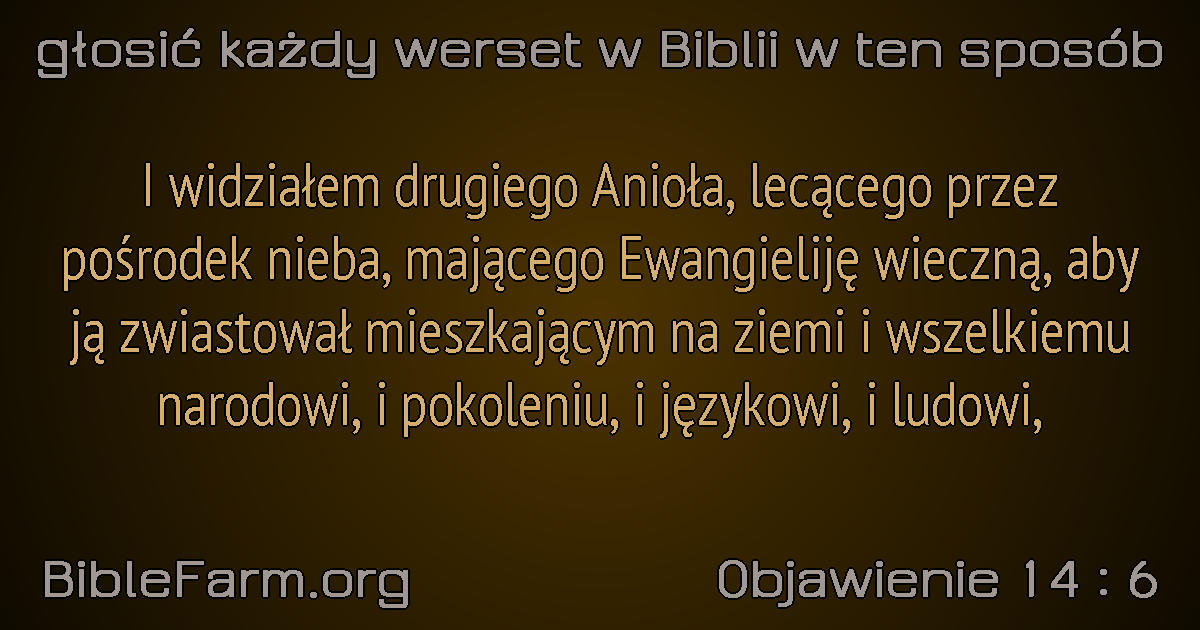 głosić każdy werset w Biblii w ten sposób
I widziałem drugiego Anioła, lecącego przez
pośrodek nieba, mającego Ewangieliję wieczną, aby
ją zwiastował mieszkającym na ziemi i wszelkiemu
narodowi, i pokoleniu, i językowi, i ludowi,
BibleFarm.org
Objawienie 14 : 6